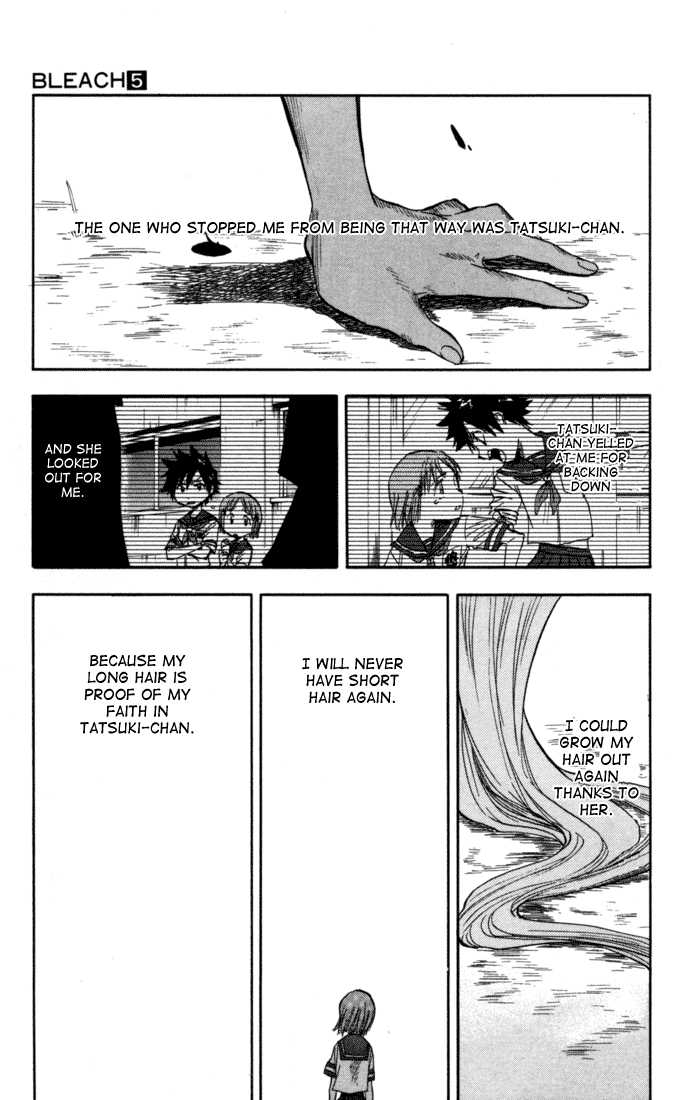 BLEACH5
THE ONE WHO STOPPED ME FROM BEING THAT WAY WAS TATSUKI-CHAN.
TATSUKI-
CHAN YELLED
AT ME FOR
BACKING
DOWN
AND SHE
LOOKED
OUT FOR
ME.
I COULD
GROW MY
HAIR OUT
AGAIN
THANKS TO
HER.
I WILL NEVER
HAVE SHORT
HAIR AGAIN.
BECAUSE MY
LONG HAIR IS
PROOF OF MY
FAITH IN
TATSUKI-CHAN.